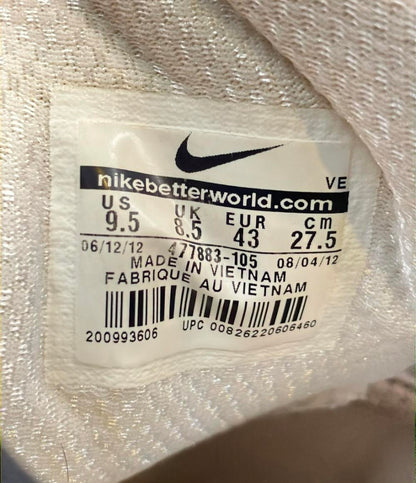 VE
nikebetterworld.com
US UK EUR cm
9.5 8.5 43 27.5
06/12/12 477883-105 08/04/12
MADE IN VIETNAM
FABRIQUE AU VIETNAM
200993606 UPC 00826220606460